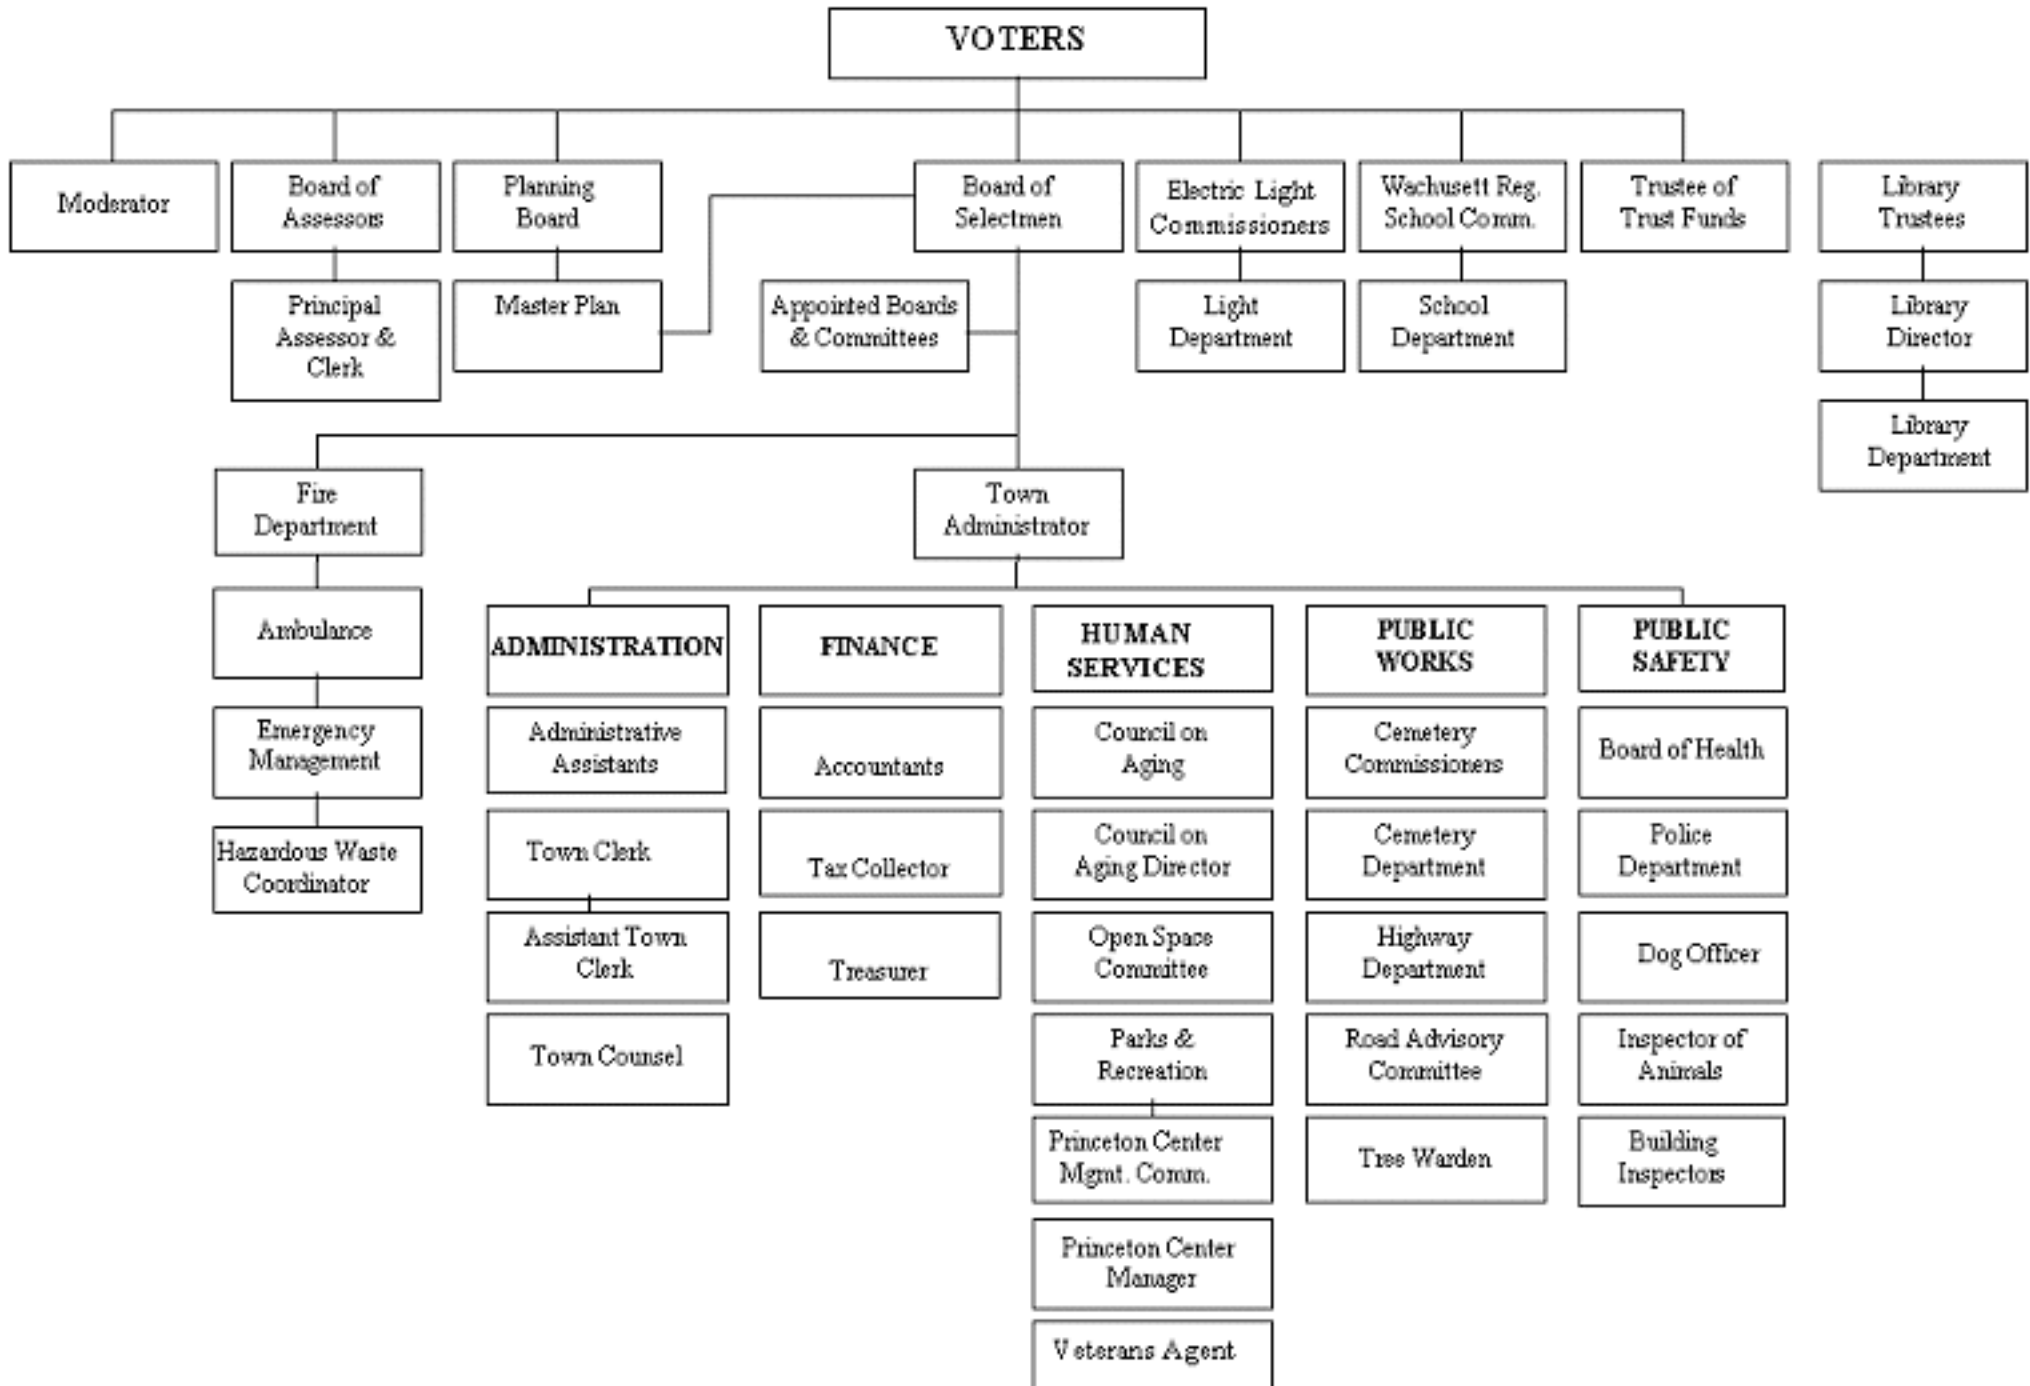 VOTERS
Moderator
Board of
Assessors
Planning
Board
Board of
Selectmen
Electric Light
Commissioners
Wachusett Reg.
School Comm.
Trustee of
Trust Funds
Library
Trustees
Principal
Assessor &
Clerk
Master Plan
Appointed Boards
& Committees
Light
Department
School
Department
Library
Director
Library
Department
Fire
Department
Town
Administrator
Ambulance
Emergency
Management
Hazardous Waste
Coordinator
ADMINISTRATION
Administrative
Assistants
Town Clerk
Assistant Town
Clerk
Town Counsel
FINANCE
Accountants
Tax Collector
Treasurer
HUMAN
SERVICES
Council on
Aging
Council on
Aging Director
Open Space
Committee
Parks &
Recreation
Princeton Center
Mgmt. Comm.
Princeton Center
Manager
Veterans Agent
PUBLIC
WORKS
Cemetery
Commissioners
Cemetery
Department
Highway
Department
Road Advisory
Committee
Tree Warden
PUBLIC
SAFETY
Board of Health
Police
Department
Dog Officer
Inspector of
Animals
Building
Inspectors